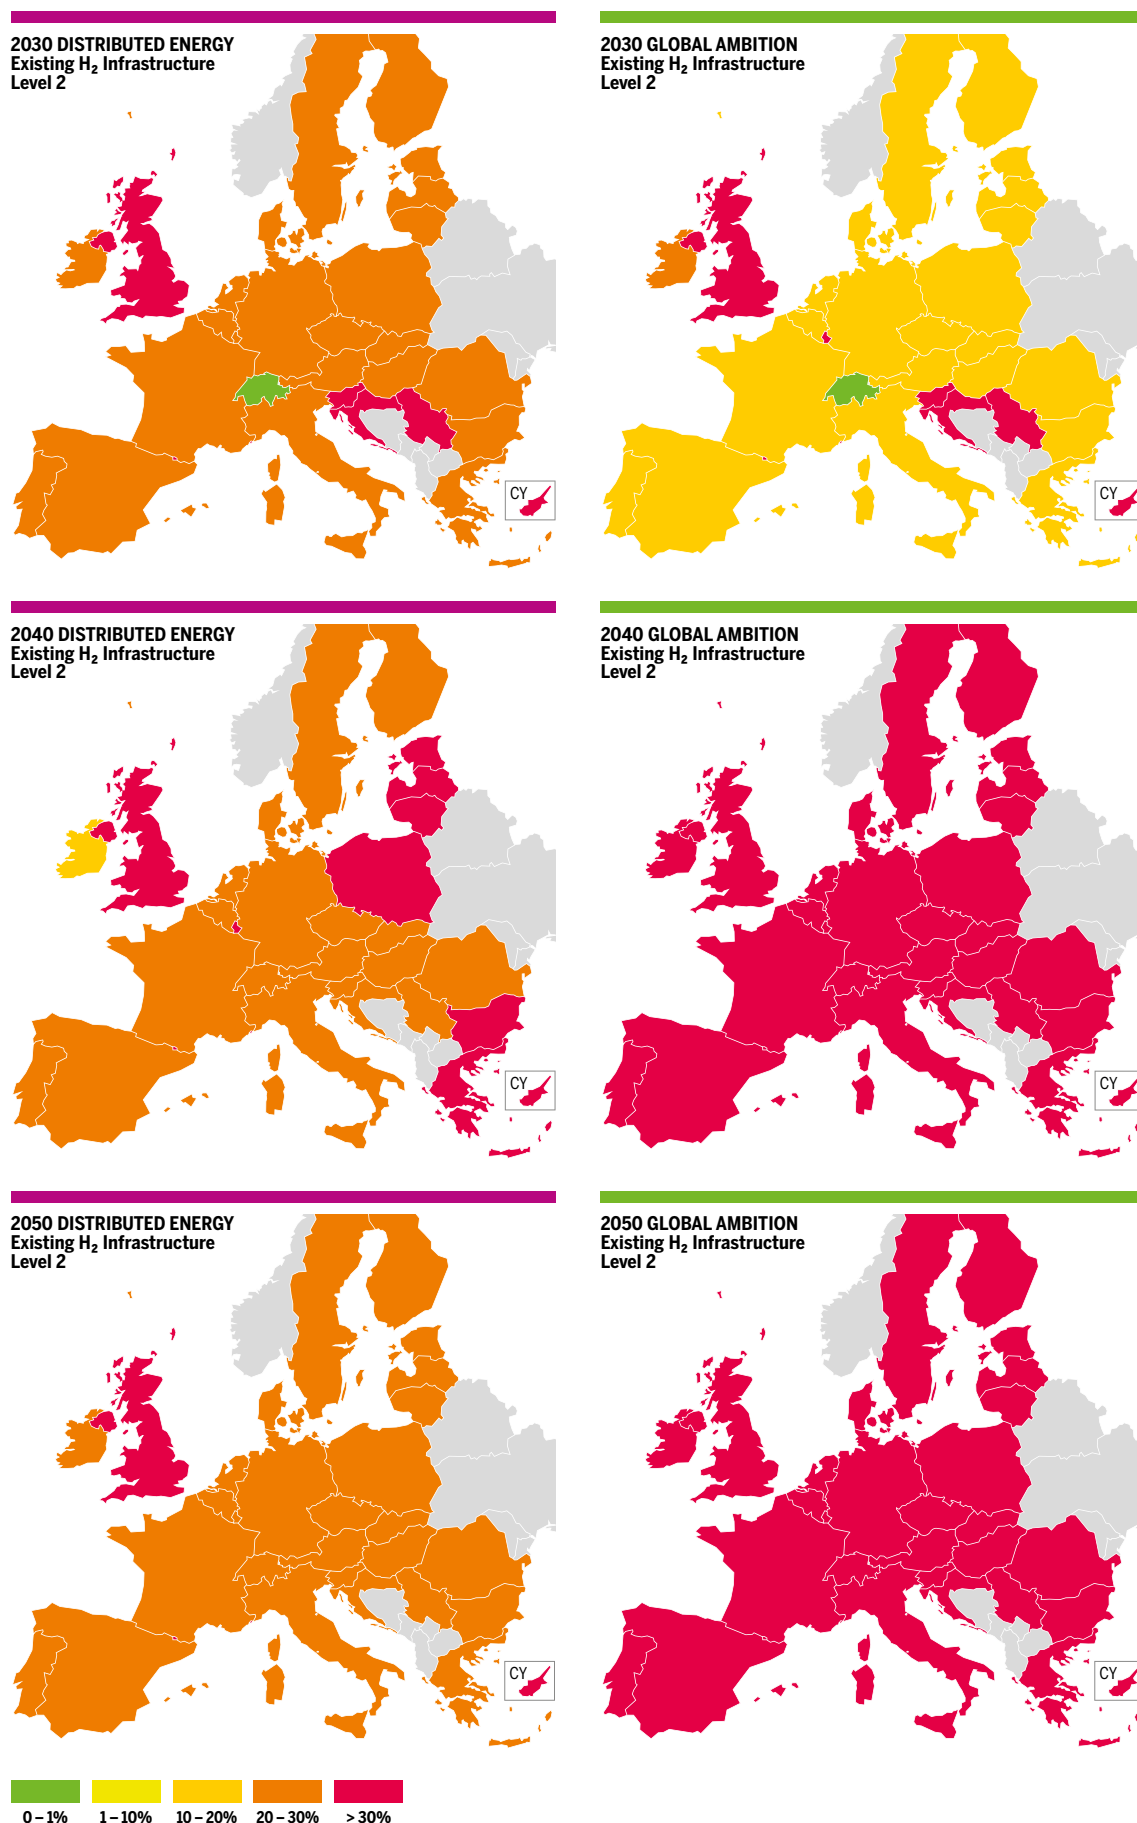 2030 DISTRIBUTED ENERGY
Existing H₂ Infrastructure
Level 2
CY
2030 GLOBAL AMBITION
Existing H₂ Infrastructure
Level 2
CY
2040 DISTRIBUTED ENERGY
Existing H₂ Infrastructure
Level 2
CY
2040 GLOBAL AMBITION
Existing H₂ Infrastructure
Level 2
CY
2050 DISTRIBUTED ENERGY
Existing H₂ Infrastructure
Level 2
CY
2050 GLOBAL AMBITION
Existing H₂ Infrastructure
Level 2
CY
0 – 1% 1 – 10% 10 – 20% 20 – 30% > 30%